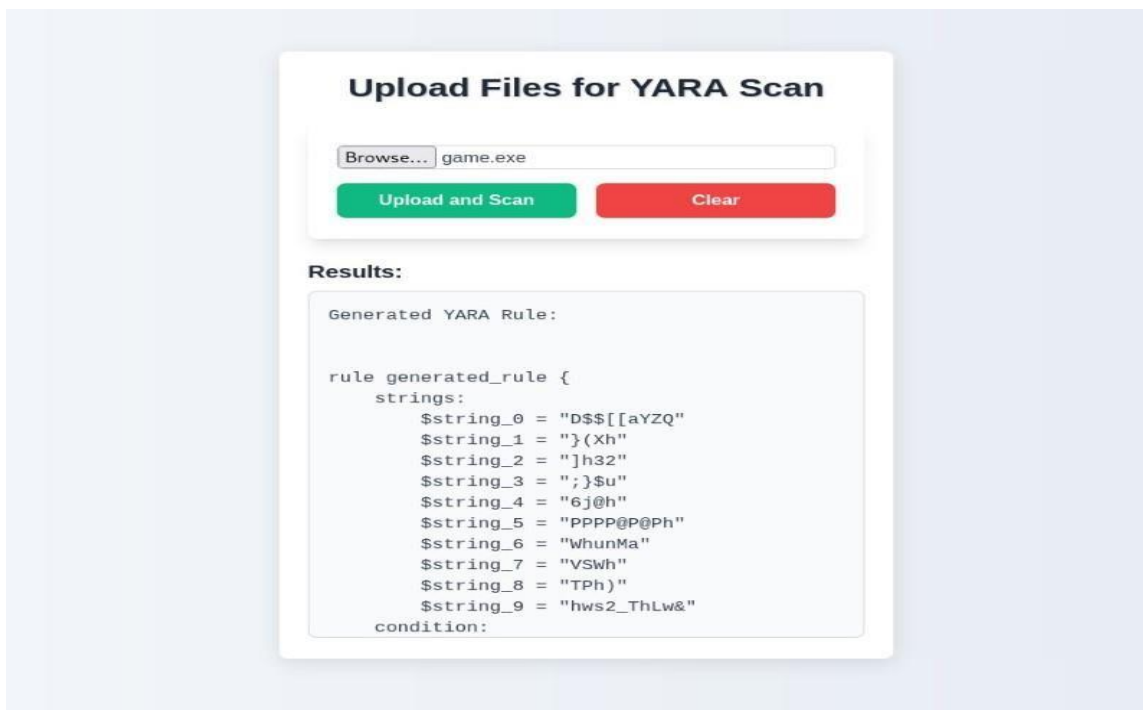 Upload Files for YARA Scan
Browse... game.exe
Upload and Scan
Clear
Results:
Generated YARA Rule:
rule generated_rule {
strings:
$string_0 = "D$$[[aYZQ"
$string_1 = "}(Xh"
$string_2 = "]h32"
$string_3 = ";}$u"
$string_4 = "6j@h"
$string_5 = "PPPP@P@Ph"
$string_6 = "WhunMa"
$string_7 = "VSWh"
$string_8 = "TPh)"
$string_9 = "hws2_ThLw&"
condition: